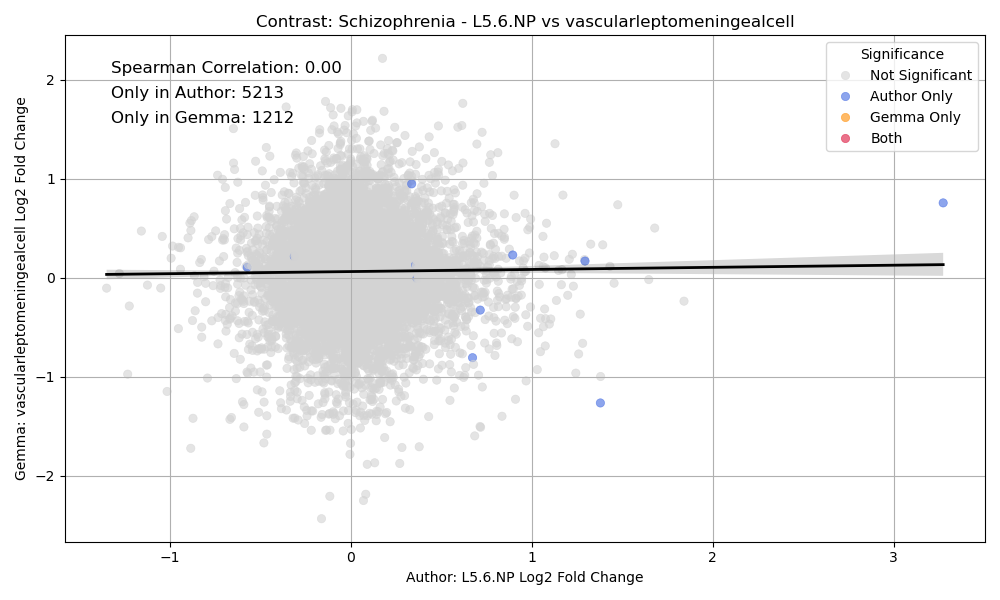 Contrast: Schizophrenia - L5.6.NP vs vascularleptomeningealcell
Spearman Correlation: 0.00
Only in Author: 5213
Only in Gemma: 1212
Significance
Not Significant
Author Only
Gemma Only
Both
2
1
0
−1
−2
Gemma: vascularleptomeningealcell Log2 Fold Change
−1
0
1
2
3
Author: L5.6.NP Log2 Fold Change